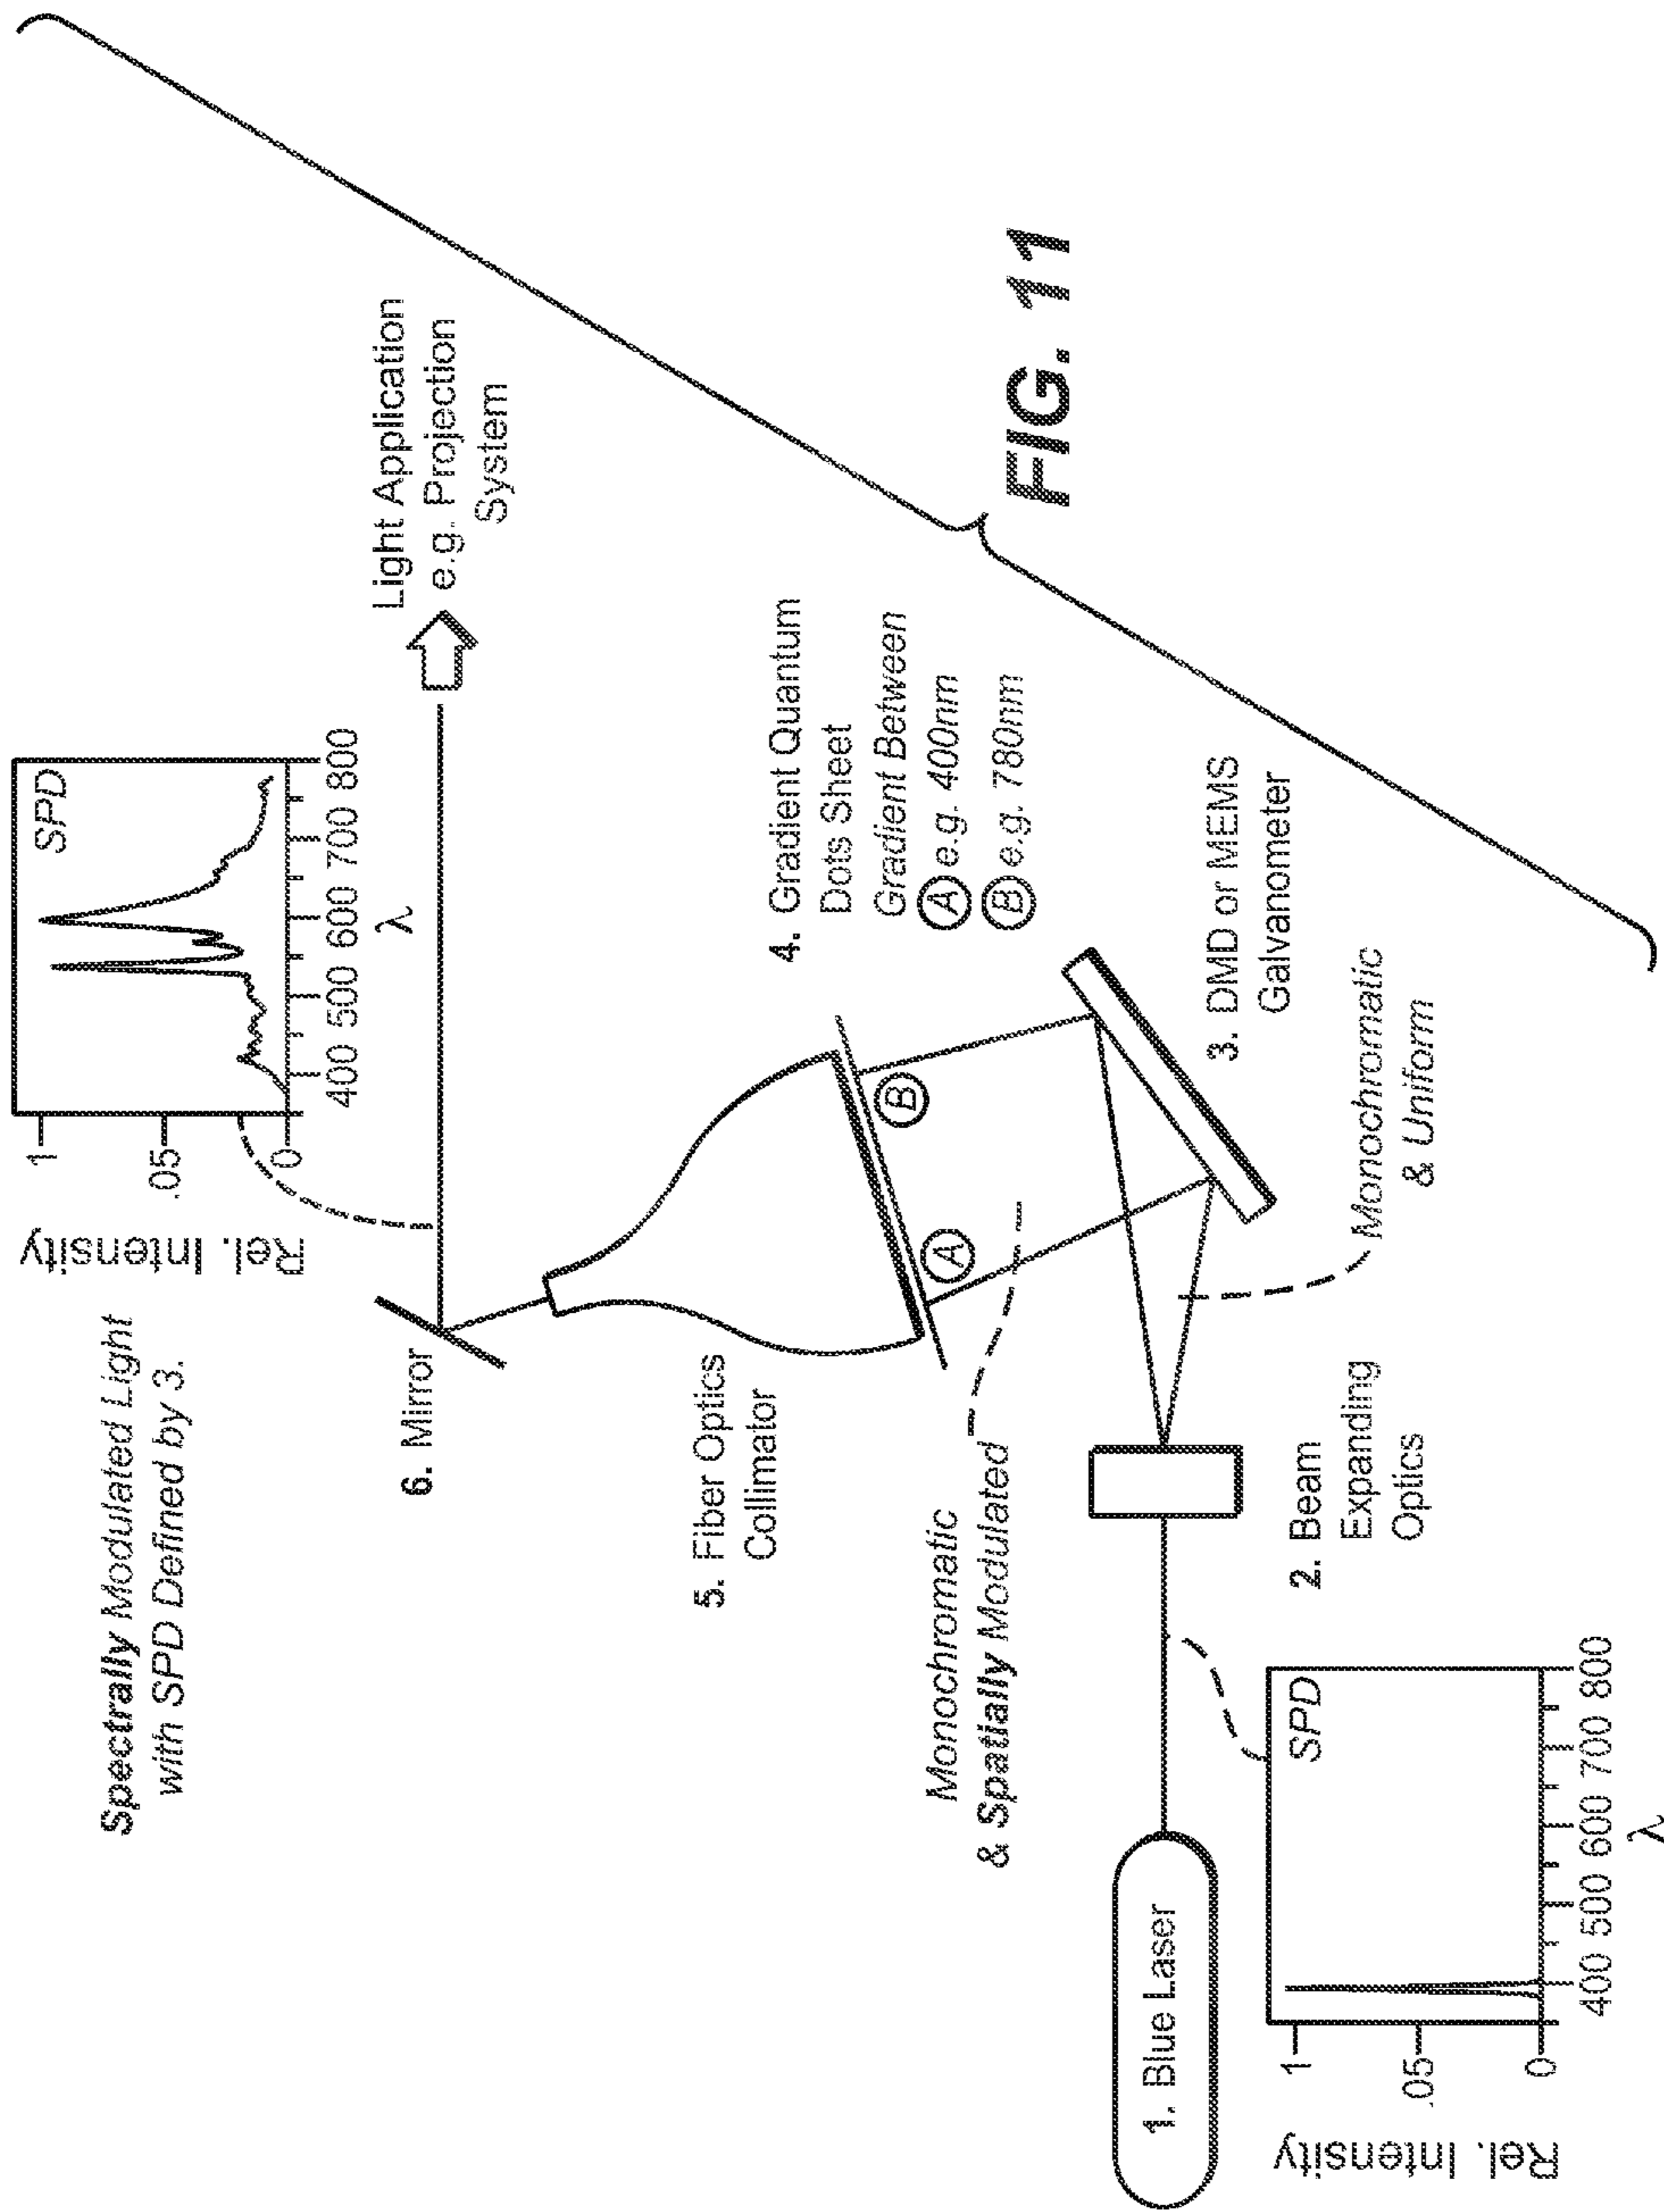 Spectrally Modulated Light
with SPD Defined by 3.
Rel. Intensity
1
.05
0
SPD
400 500 600 700 800
λ
6. Mirror
Light Application
e.g. Projection
System
5. Fiber Optics
Collimator
4. Gradient Quantum
Dots Sheet
Gradient Between
A e.g. 400nm
B e.g. 780nm
A
B
Monochromatic
& Spatially Modulated
3. DMD or MEMS
Galvanometer
Monochromatic
& Uniform
1. Blue Laser
2. Beam
Expanding
Optics
Rel. Intensity
1
.05
0
SPD
400 500 600 700 800
λ
FIG. 11